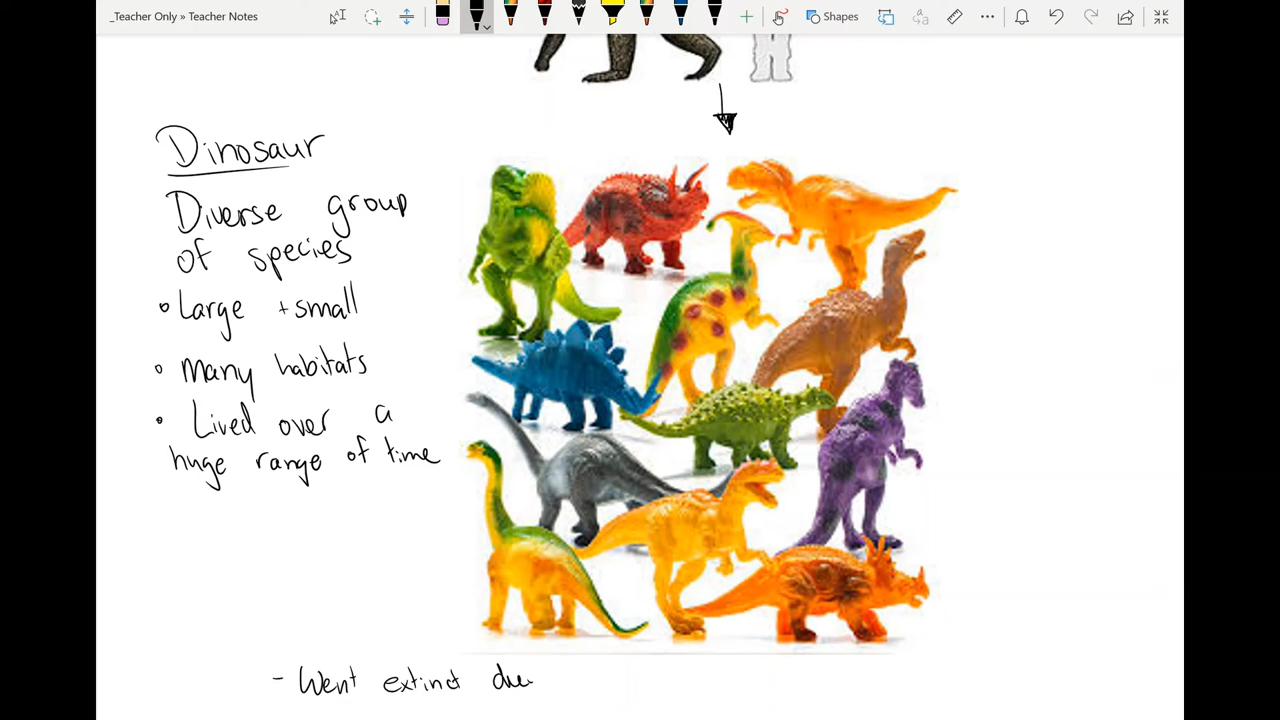 _Teacher Only » Teacher Notes
Shapes
Dinosaur
Diverse group
of species
• Large + small
• Many habitats
• Lived over a
huge range of time
- Went extinct due